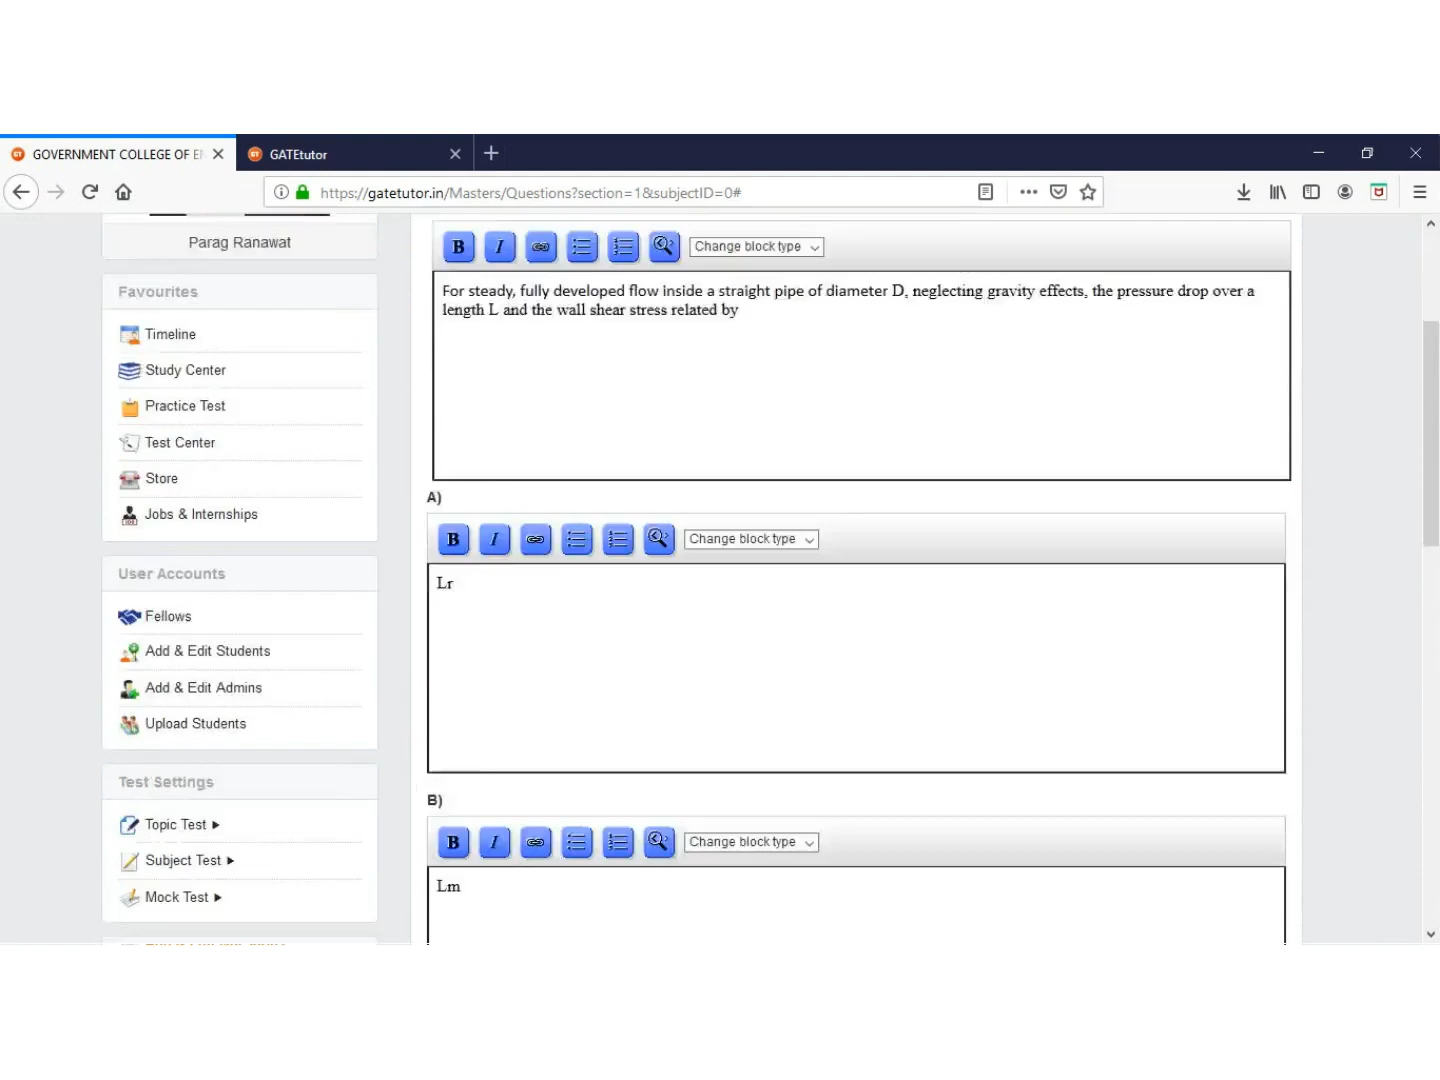 GOVERNMENT COLLEGE OF E
GATEtutor
https://gatetutor.in/Masters/Questions?section=1&subjectID=0#
Parag Ranawat
Favourites
Timeline
Study Center
Practice Test
Test Center
Store
Jobs & Internships
User Accounts
Fellows
Add & Edit Students
Add & Edit Admins
Upload Students
Test Settings
Topic Test
Subject Test
Mock Test
B I Change block type
For steady, fully developed flow inside a straight pipe of diameter D, neglecting gravity effects, the pressure drop over a
length L and the wall shear stress related by
A)
B I Change block type
Lr
B)
B I Change block type
Lm